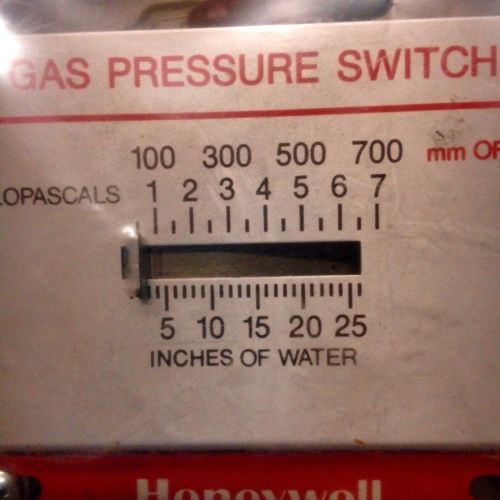 GAS PRESSURE SWITCH
100 300 500 700 mm OF
LOPASCALS 1 2 3 4 5 6 7
5 10 15 20 25
INCHES OF WATER
Honeywell